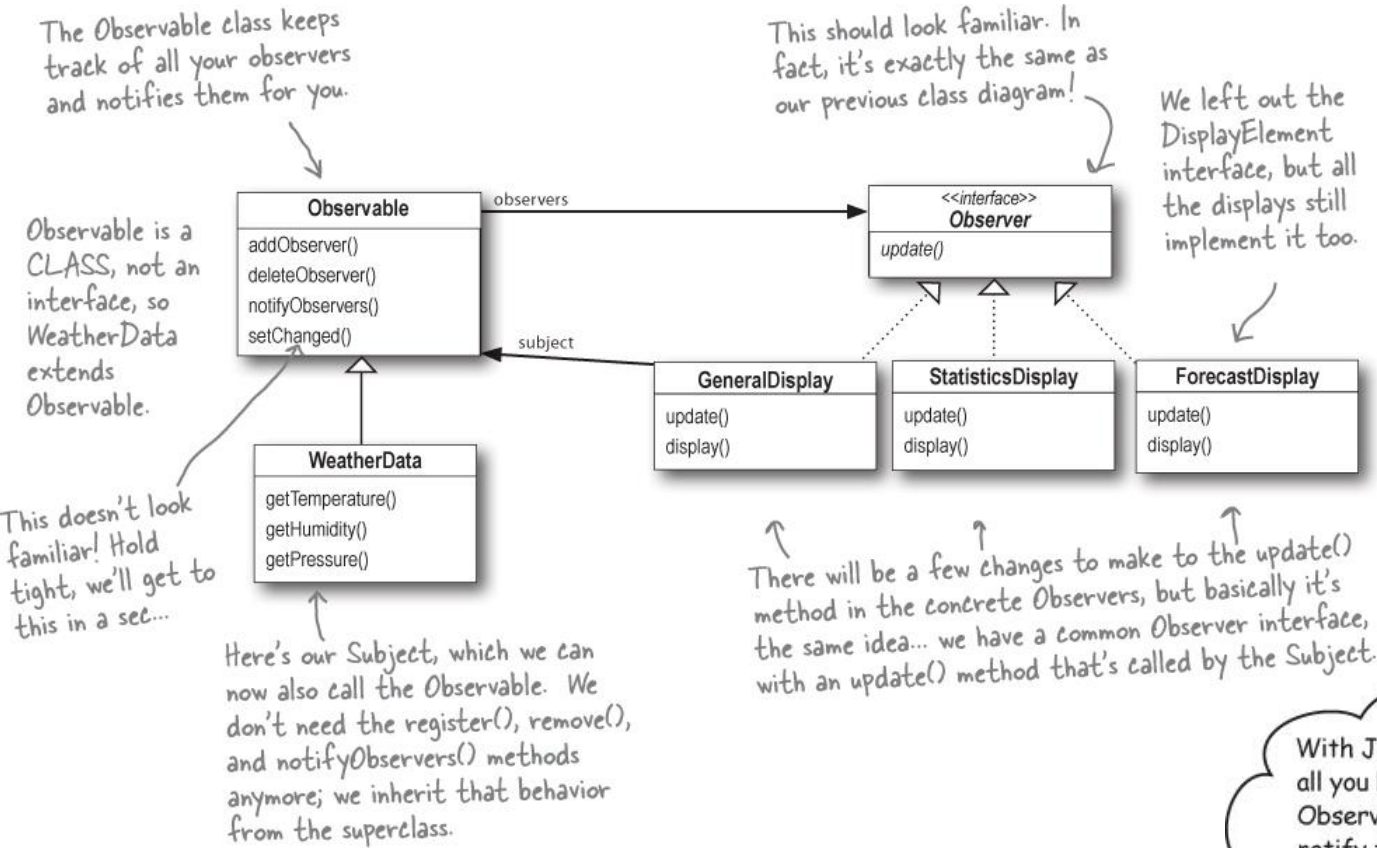 The Observable class keeps
track of all your observers
and notifies them for you.
This should look familiar. In
fact, it's exactly the same as
our previous class diagram!
We left out the
DisplayElement
interface, but all
the displays still
implement it too.
Observable is a
CLASS, not an
interface, so
WeatherData
extends
Observable.
Observable
addObserver()
deleteObserver()
notifyObservers()
setChanged()
observers
<<interface>>
Observer
update()
subject
GeneralDisplay
update()
display()
StatisticsDisplay
update()
display()
ForecastDisplay
update()
display()
WeatherData
getTemperature()
getHumidity()
getPressure()
This doesn't look
familiar! Hold
tight, we'll get to
this in a sec...
Here's our Subject, which we can
now also call the Observable. We
don't need the register(), remove(),
and notifyObservers() methods
anymore; we inherit that behavior
from the superclass.
There will be a few changes to make to the update()
method in the concrete Observers, but basically it's
the same idea... we have a common Observer interface,
with an update() method that's called by the Subject.
With J
all you
Observ
notify